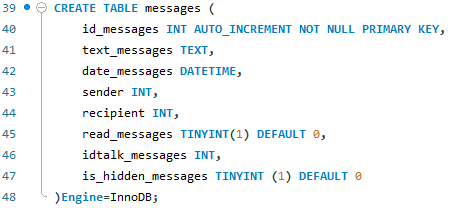 39 CREATE TABLE messages (
40 id_messages INT AUTO_INCREMENT NOT NULL PRIMARY KEY,
41 text_messages TEXT,
42 date_messages DATETIME,
43 sender INT,
44 recipient INT,
45 read_messages TINYINT(1) DEFAULT 0,
46 idtalk_messages INT,
47 is_hidden_messages TINYINT (1) DEFAULT 0
48 )Engine=InnoDB;